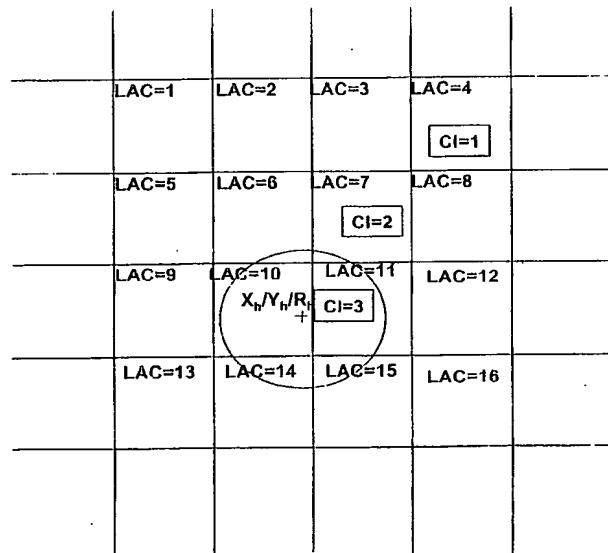 LAC=1 LAC=2 LAC=3 LAC=4
CI=1
LAC=5 LAC=6 LAC=7 LAC=8
CI=2
LAC=9 LAC=10 LAC=11 LAC=12
Xh/Yh/Rh CI=3
LAC=13 LAC=14 LAC=15 LAC=16